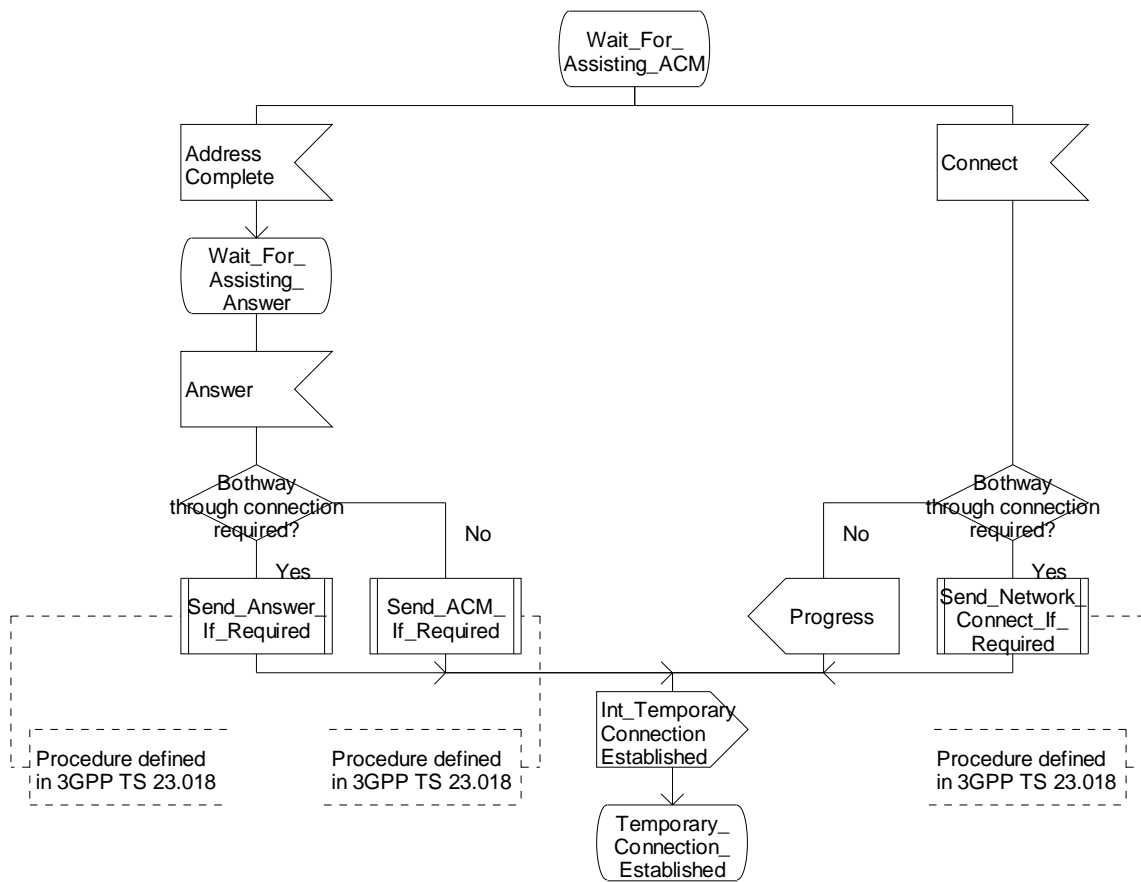 Wait_For_
Assisting_ACM
Address
Complete
Connect
Wait_For_
Assisting_
Answer
Answer
Bothway
through connection
required?
No
Yes
Bothway
through connection
required?
No
Yes
Send_Answer_
If_Required
Send_ACM_
If_Required
Progress
Send_Network_
Connect_If_
Required
Int_Temporary
Connection
Established
Procedure defined
in 3GPP TS 23.018
Procedure defined
in 3GPP TS 23.018
Procedure defined
in 3GPP TS 23.018
Temporary_
Connection_
Established